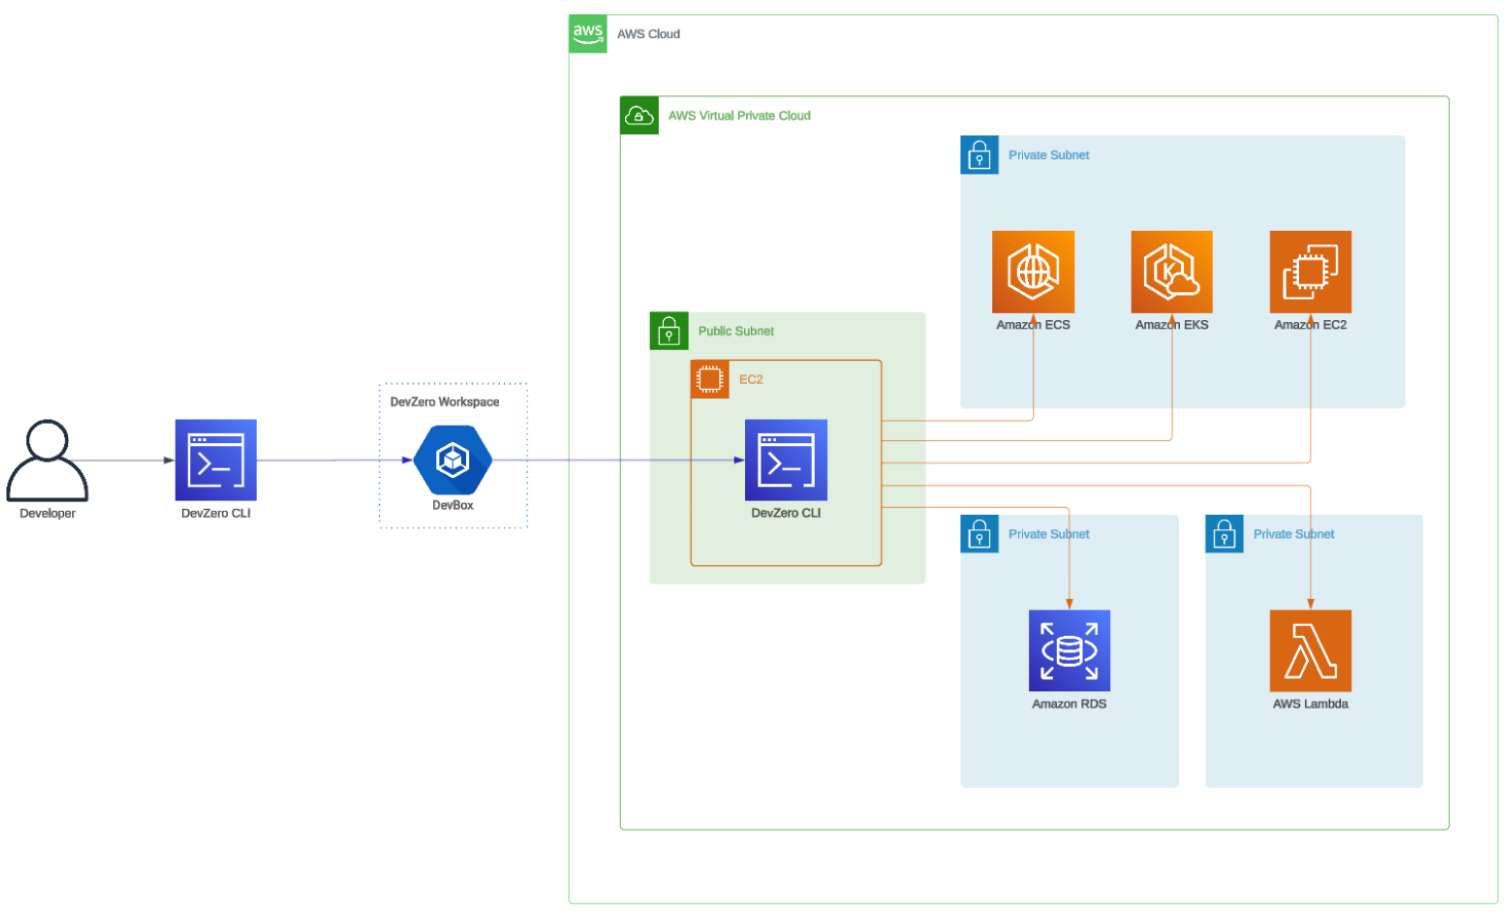 aws
AWS Cloud
AWS Virtual Private Cloud
Private Subnet
Amazon ECS
Amazon EKS
Amazon EC2
Public Subnet
EC2
DevZero CLI
DevZero Workspace
DevBox
Developer
DevZero CLI
Private Subnet
Amazon RDS
Private Subnet
AWS Lambda